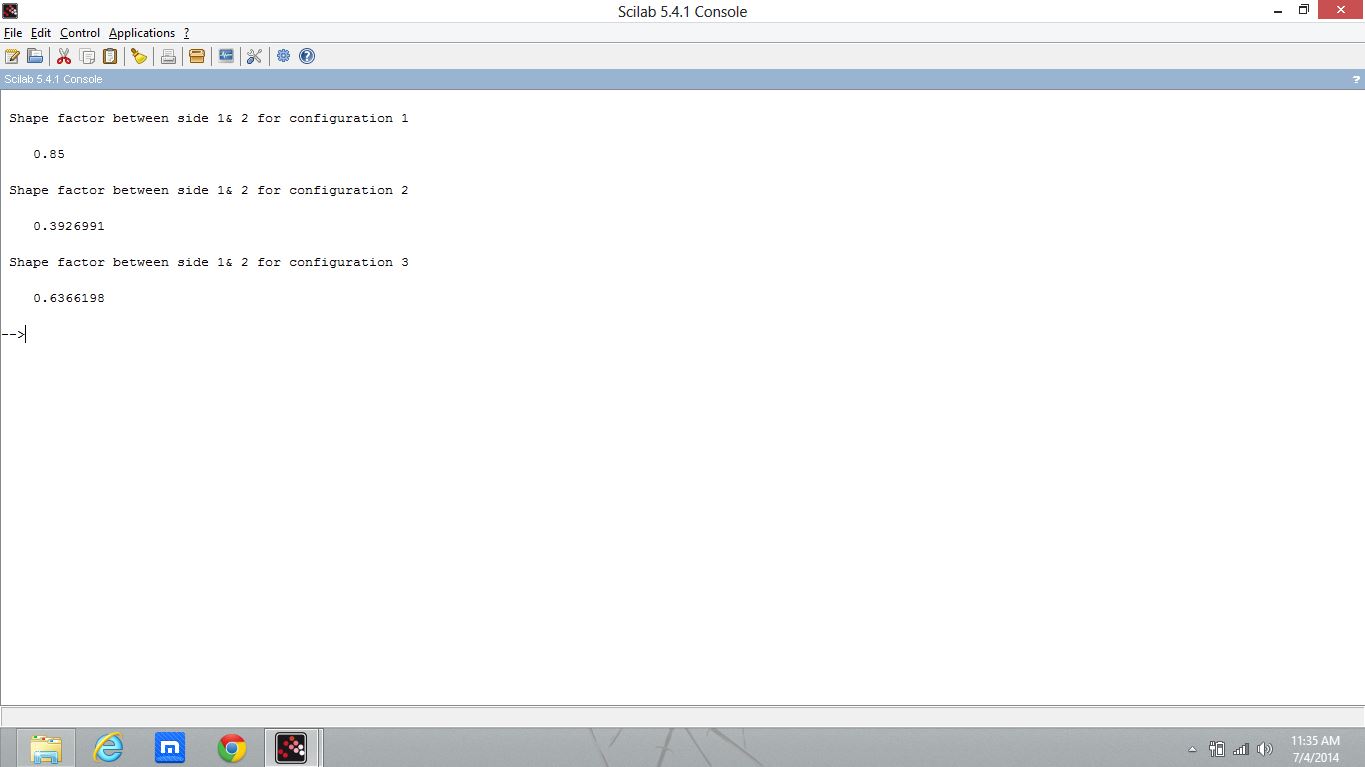 Scilab 5.4.1 Console
File Edit Control Applications ?
Scilab 5.4.1 Console ?
Shape factor between side 1& 2 for configuration 1
0.85
Shape factor between side 1& 2 for configuration 2
0.3926991
Shape factor between side 1& 2 for configuration 3
0.6366198
-->
11:35 AM
7/4/2014